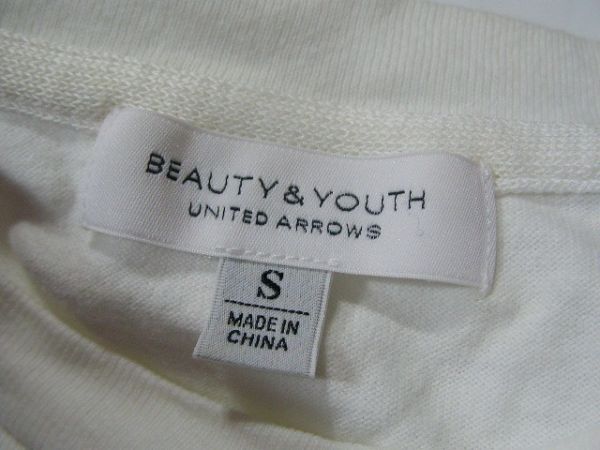 BEAUTY & YOUTH
UNITED ARROWS
S
MADE IN
CHINA